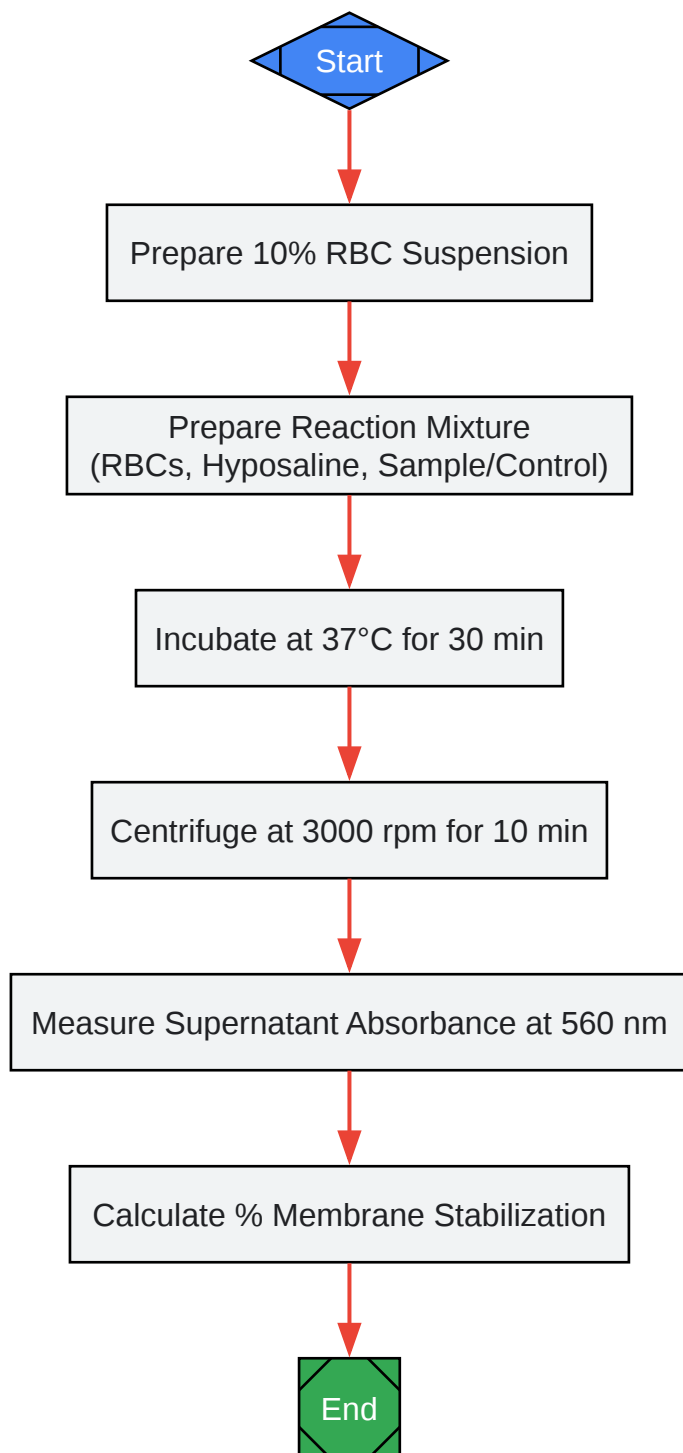 Start
Prepare 10% RBC Suspension
Prepare Reaction Mixture
(RBCs, Hyposaline, Sample/Control)
Incubate at 37°C for 30 min
Centrifuge at 3000 rpm for 10 min
Measure Supernatant Absorbance at 560 nm
Calculate % Membrane Stabilization
End